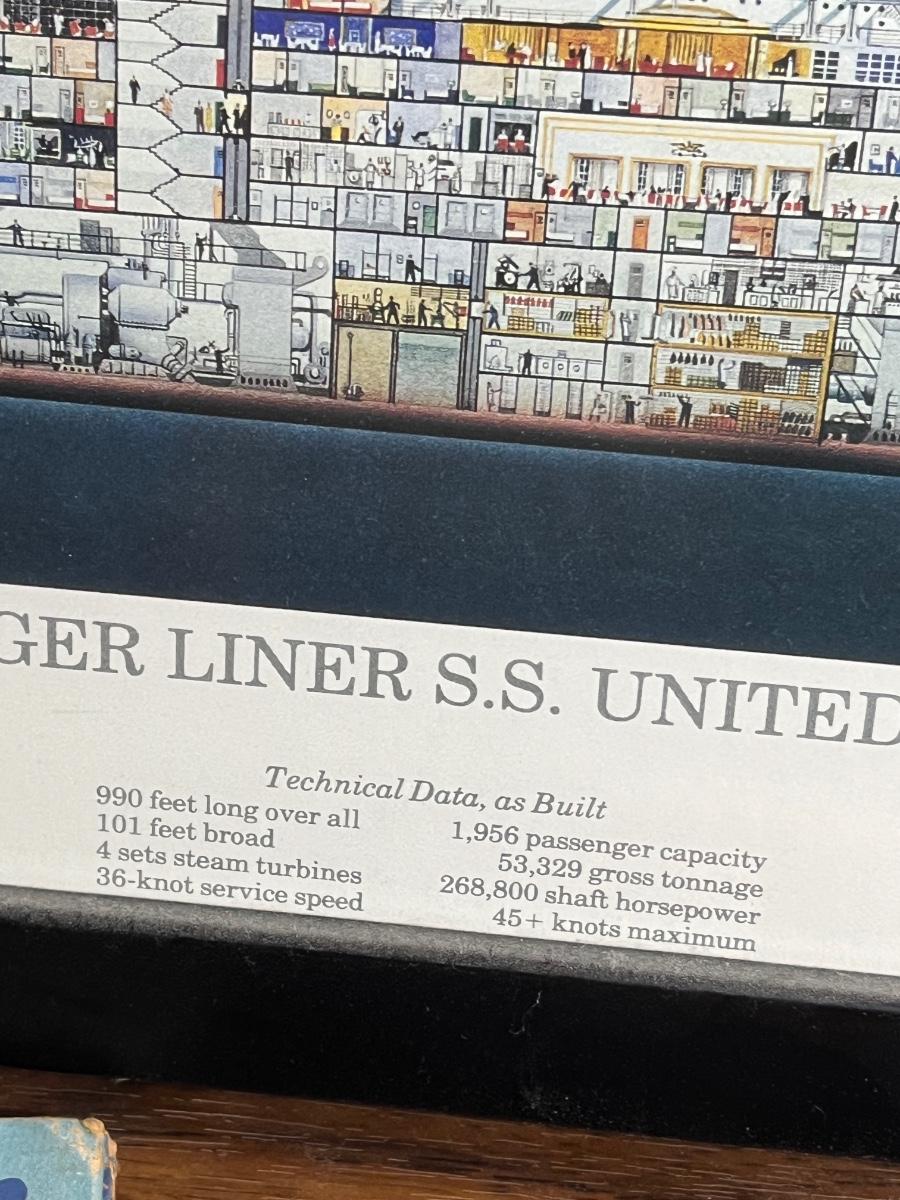 GER LINER S.S. UNITED
Technical Data, as Built
990 feet long over all
101 feet broad
4 sets steam turbines
36-knot service speed
1,956 passenger capacity
53,329 gross tonnage
268,800 shaft horsepower
45+ knots maximum